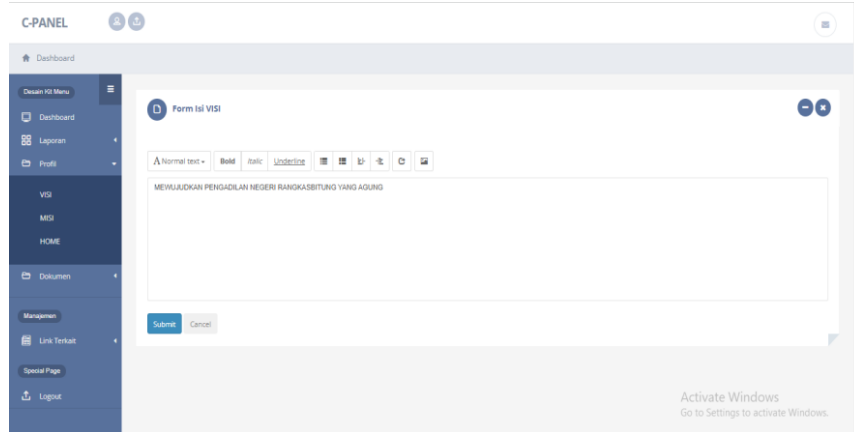 C-PANEL
Dashboard
Desain Kit Menu
Dashboard
Laporan
Profil
VISI
MISI
HOME
Dokumen
Manajemen
Link Terkait
Special Page
Logout
Form Isi VISI
A Normal text Bold Italic Underline
MEWUJUDKAN PENGADILAN NEGERI RANGKASBITUNG YANG AGUNG
Submit Cancel
Activate Windows
Go to Settings to activate Windows.